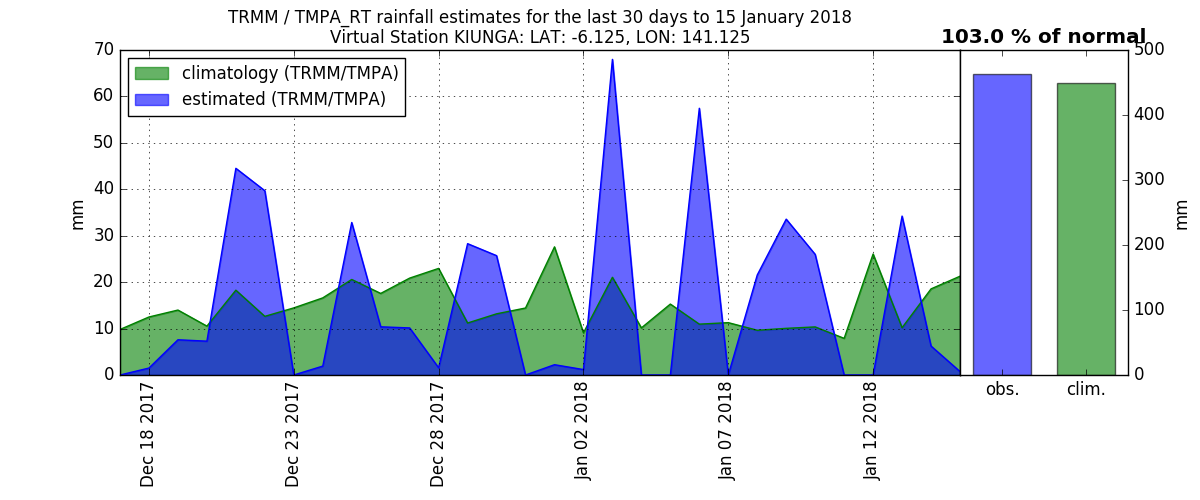 TRMM / TMPA_RT rainfall estimates for the last 30 days to 15 January 2018
Virtual Station KIUNGA: LAT: -6.125, LON: 141.125
103.0 % of normal
climatology (TRMM/TMPA)
estimated (TRMM/TMPA)
mm
70
60
50
40
30
20
10
0
Dec 18 2017
Dec 23 2017
Dec 28 2017
Jan 02 2018
Jan 07 2018
Jan 12 2018
obs.
clim.
500
400
300
200
100
0
mm